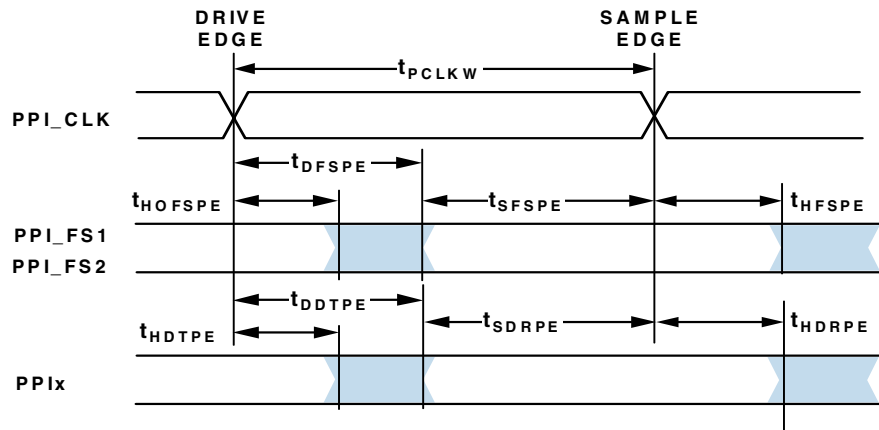 DRIVE
EDGE
SAMPLE
EDGE
tPCLKW
PPI_CLK
tDFSPE
tHOFSPE
tSFSPE
tHFSPE
PPI_FS1
PPI_FS2
tDDTPE
tHDTPE
tSDRPE
tHDRPE
PPIx